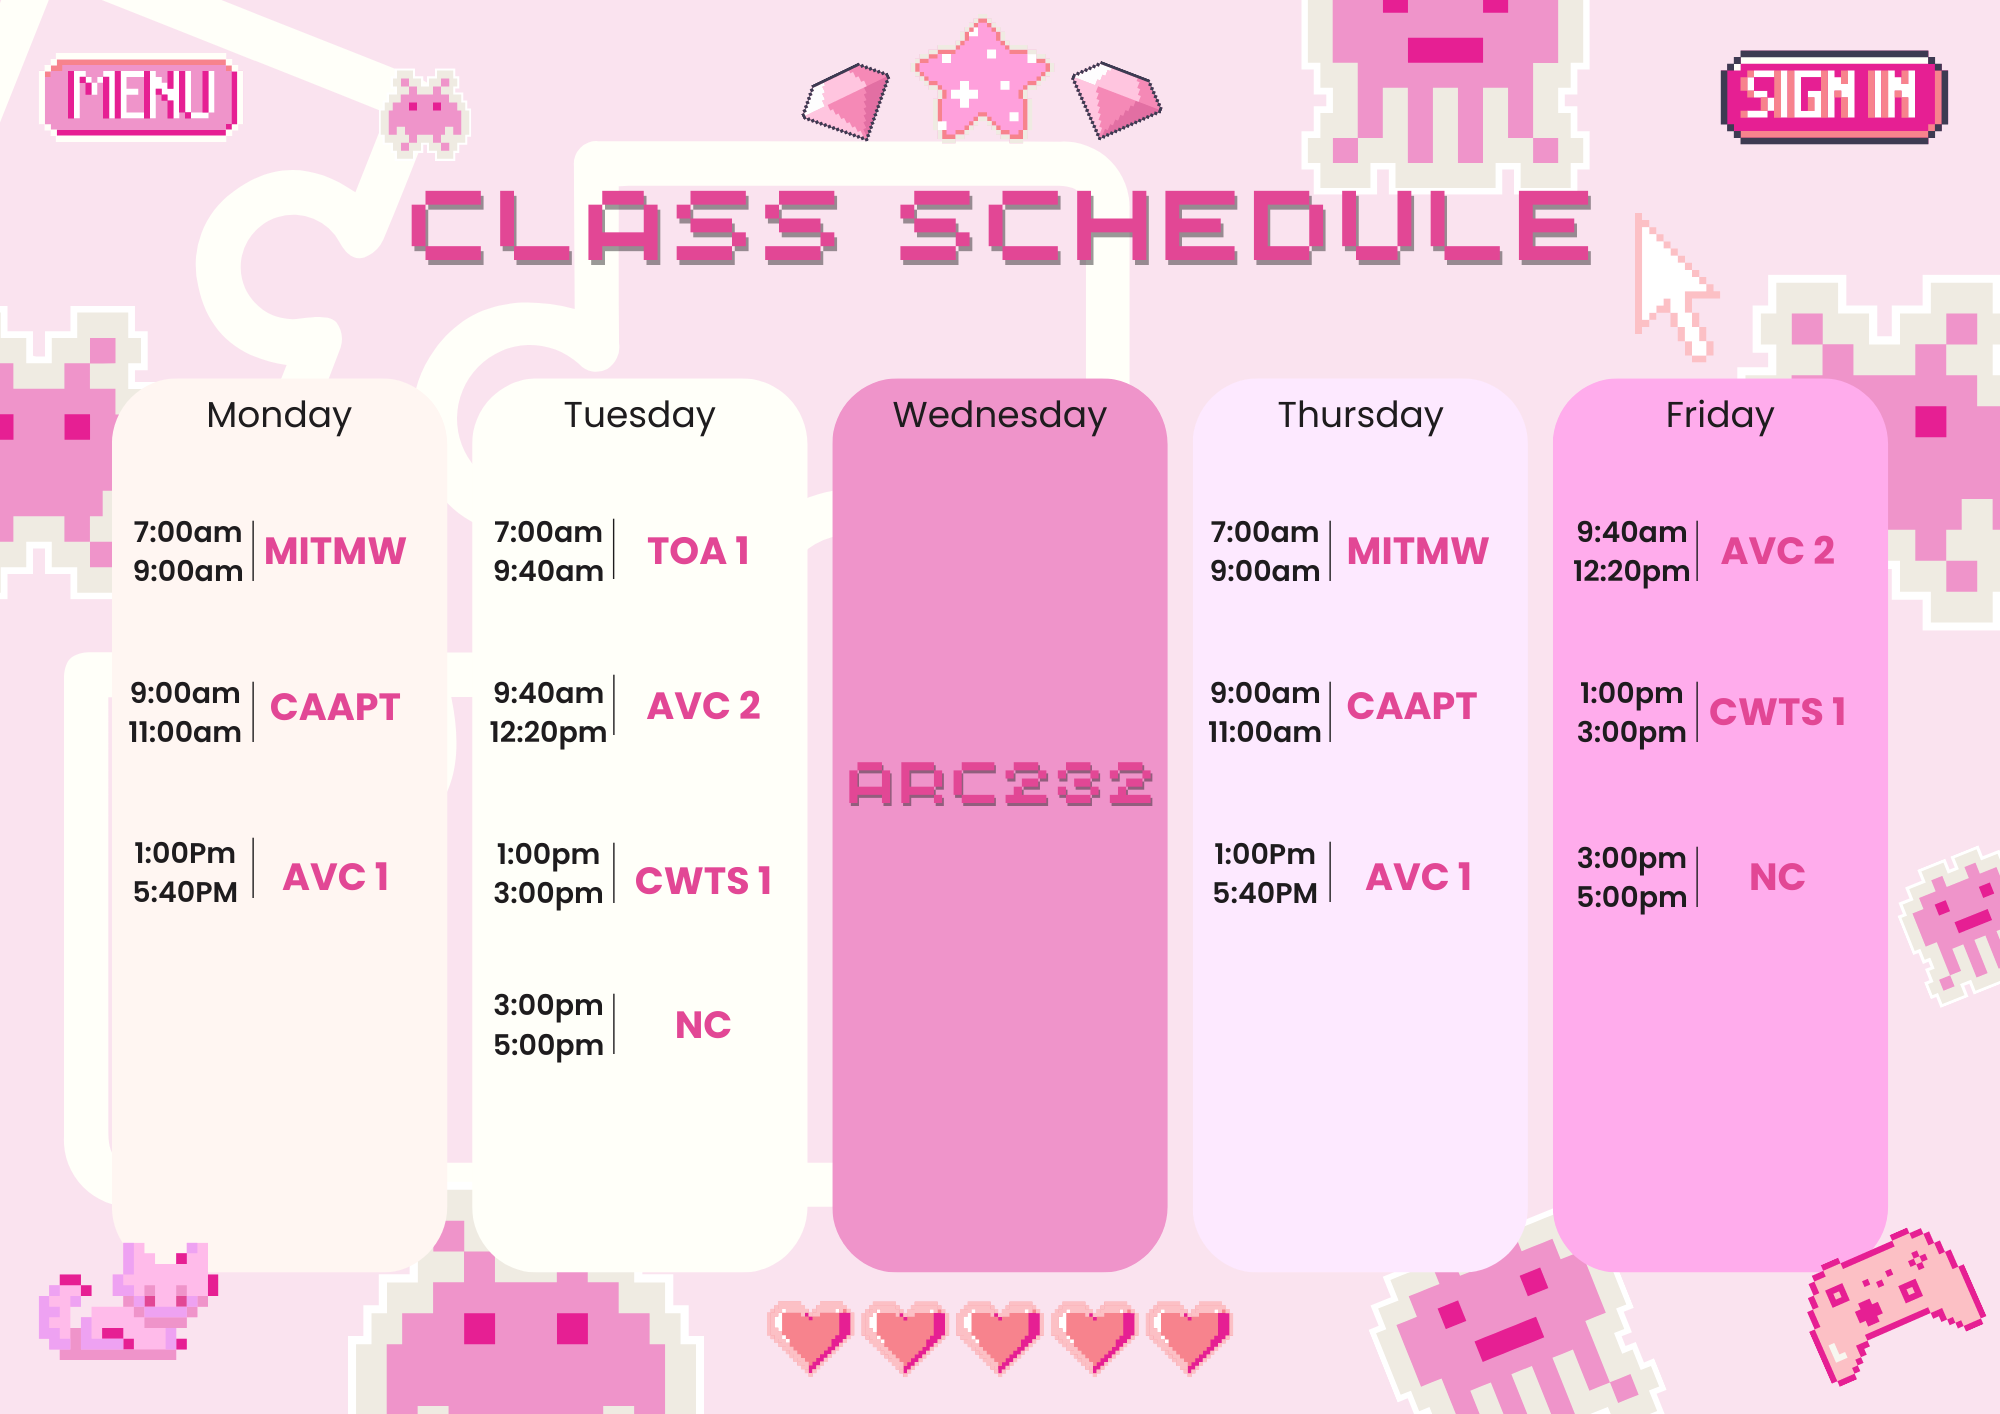 MENU
SIGN IN
CLASS SCHEDULE
Monday
7:00am
9:00am
MITMW
9:00am
11:00am
CAAPT
1:00Pm
5:40PM
AVC 1
Tuesday
7:00am
9:40am
TOA 1
9:40am
12:20pm
AVC 2
1:00pm
3:00pm
CWTS 1
3:00pm
5:00pm
NC
Wednesday
ARC232
Thursday
7:00am
9:00am
MITMW
9:00am
11:00am
CAAPT
1:00Pm
5:40PM
AVC 1
Friday
9:40am
12:20pm
AVC 2
1:00pm
3:00pm
CWTS 1
3:00pm
5:00pm
NC